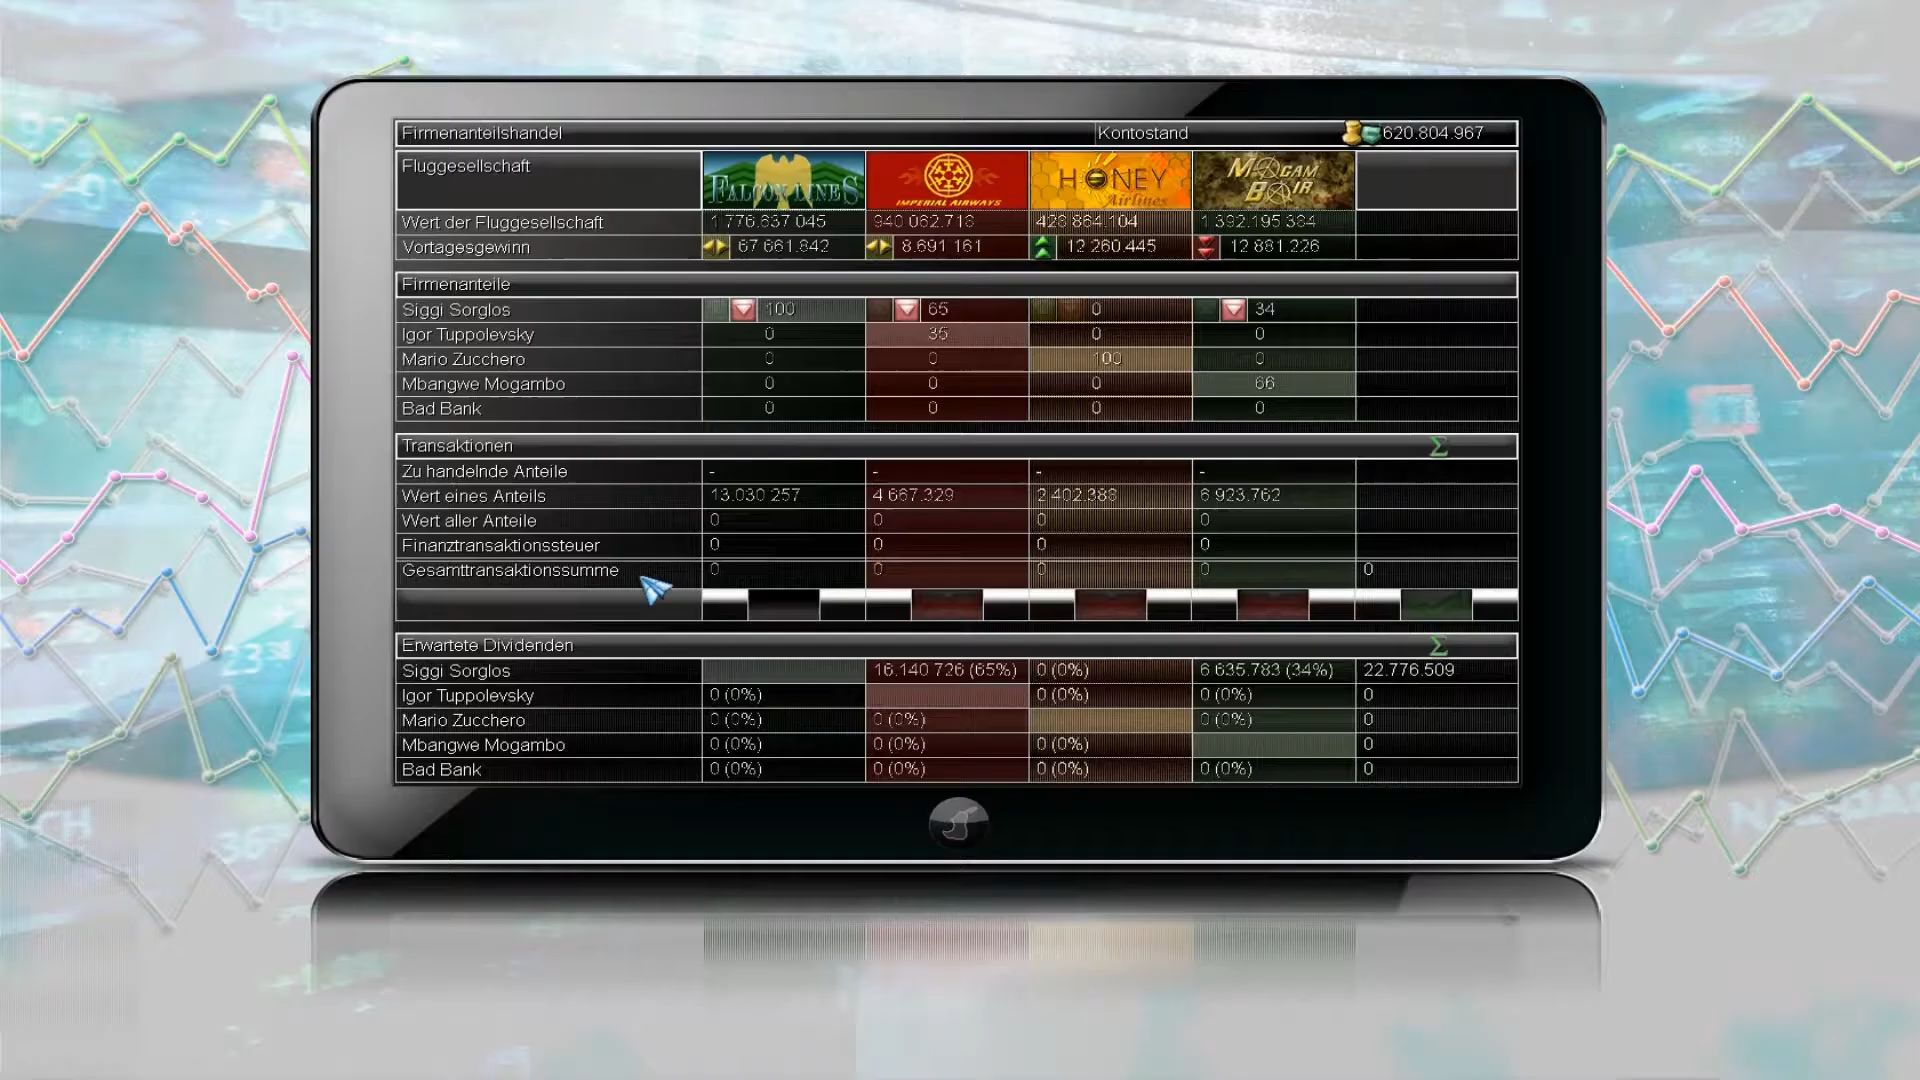 Firmenanteilshandel Kontostand 620.804.967
Fluggesellschaft FALCON LINES IMPERIAL AIRWAYS HONEY Airlines MOGAMBO AIR
Wert der Fluggesellschaft 1 776.637 045 940 062.718 428 864.104 1 392.195 364
Vortagesgewinn 67 661.842 8.691 161 12 260.445 12 881.226
Firmenanteile
Siggi Sorglos 100 65 0 34
Igor Tuppolevsky 0 35 0 0
Mario Zucchero 0 0 100 0
Mbangwe Mogambo 0 0 0 66
Bad Bank 0 0 0 0
Transaktionen Σ
Zu handelnde Anteile - - - -
Wert eines Anteils 13.030 257 4 667.329 2 402.388 6 923.762
Wert aller Anteile 0 0 0 0
Finanztransaktionssteuer 0 0 0 0
Gesamttransaktionssumme 0 0 0 0 0
Erwartete Dividenden Σ
Siggi Sorglos 16.140 726 (65%) 0 (0%) 6 635.783 (34%) 22.776.509
Igor Tuppolevsky 0 (0%) 0 (0%) 0 (0%) 0
Mario Zucchero 0 (0%) 0 (0%) 0 (0%) 0
Mbangwe Mogambo 0 (0%) 0 (0%) 0 (0%) 0
Bad Bank 0 (0%) 0 (0%) 0 (0%) 0 (0%) 0